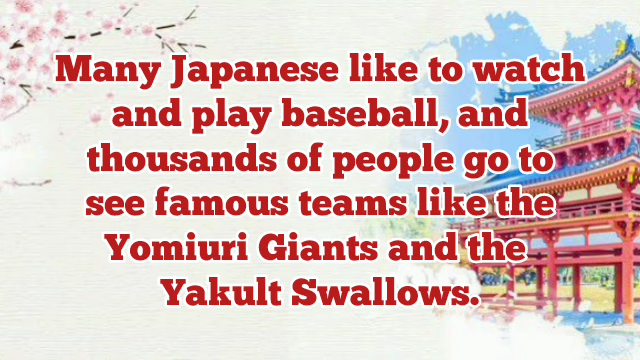 Many Japanese like to watch
and play baseball, and
thousands of people go to
see famous teams like the
Yomiuri Giants and the
Yakult Swallows.